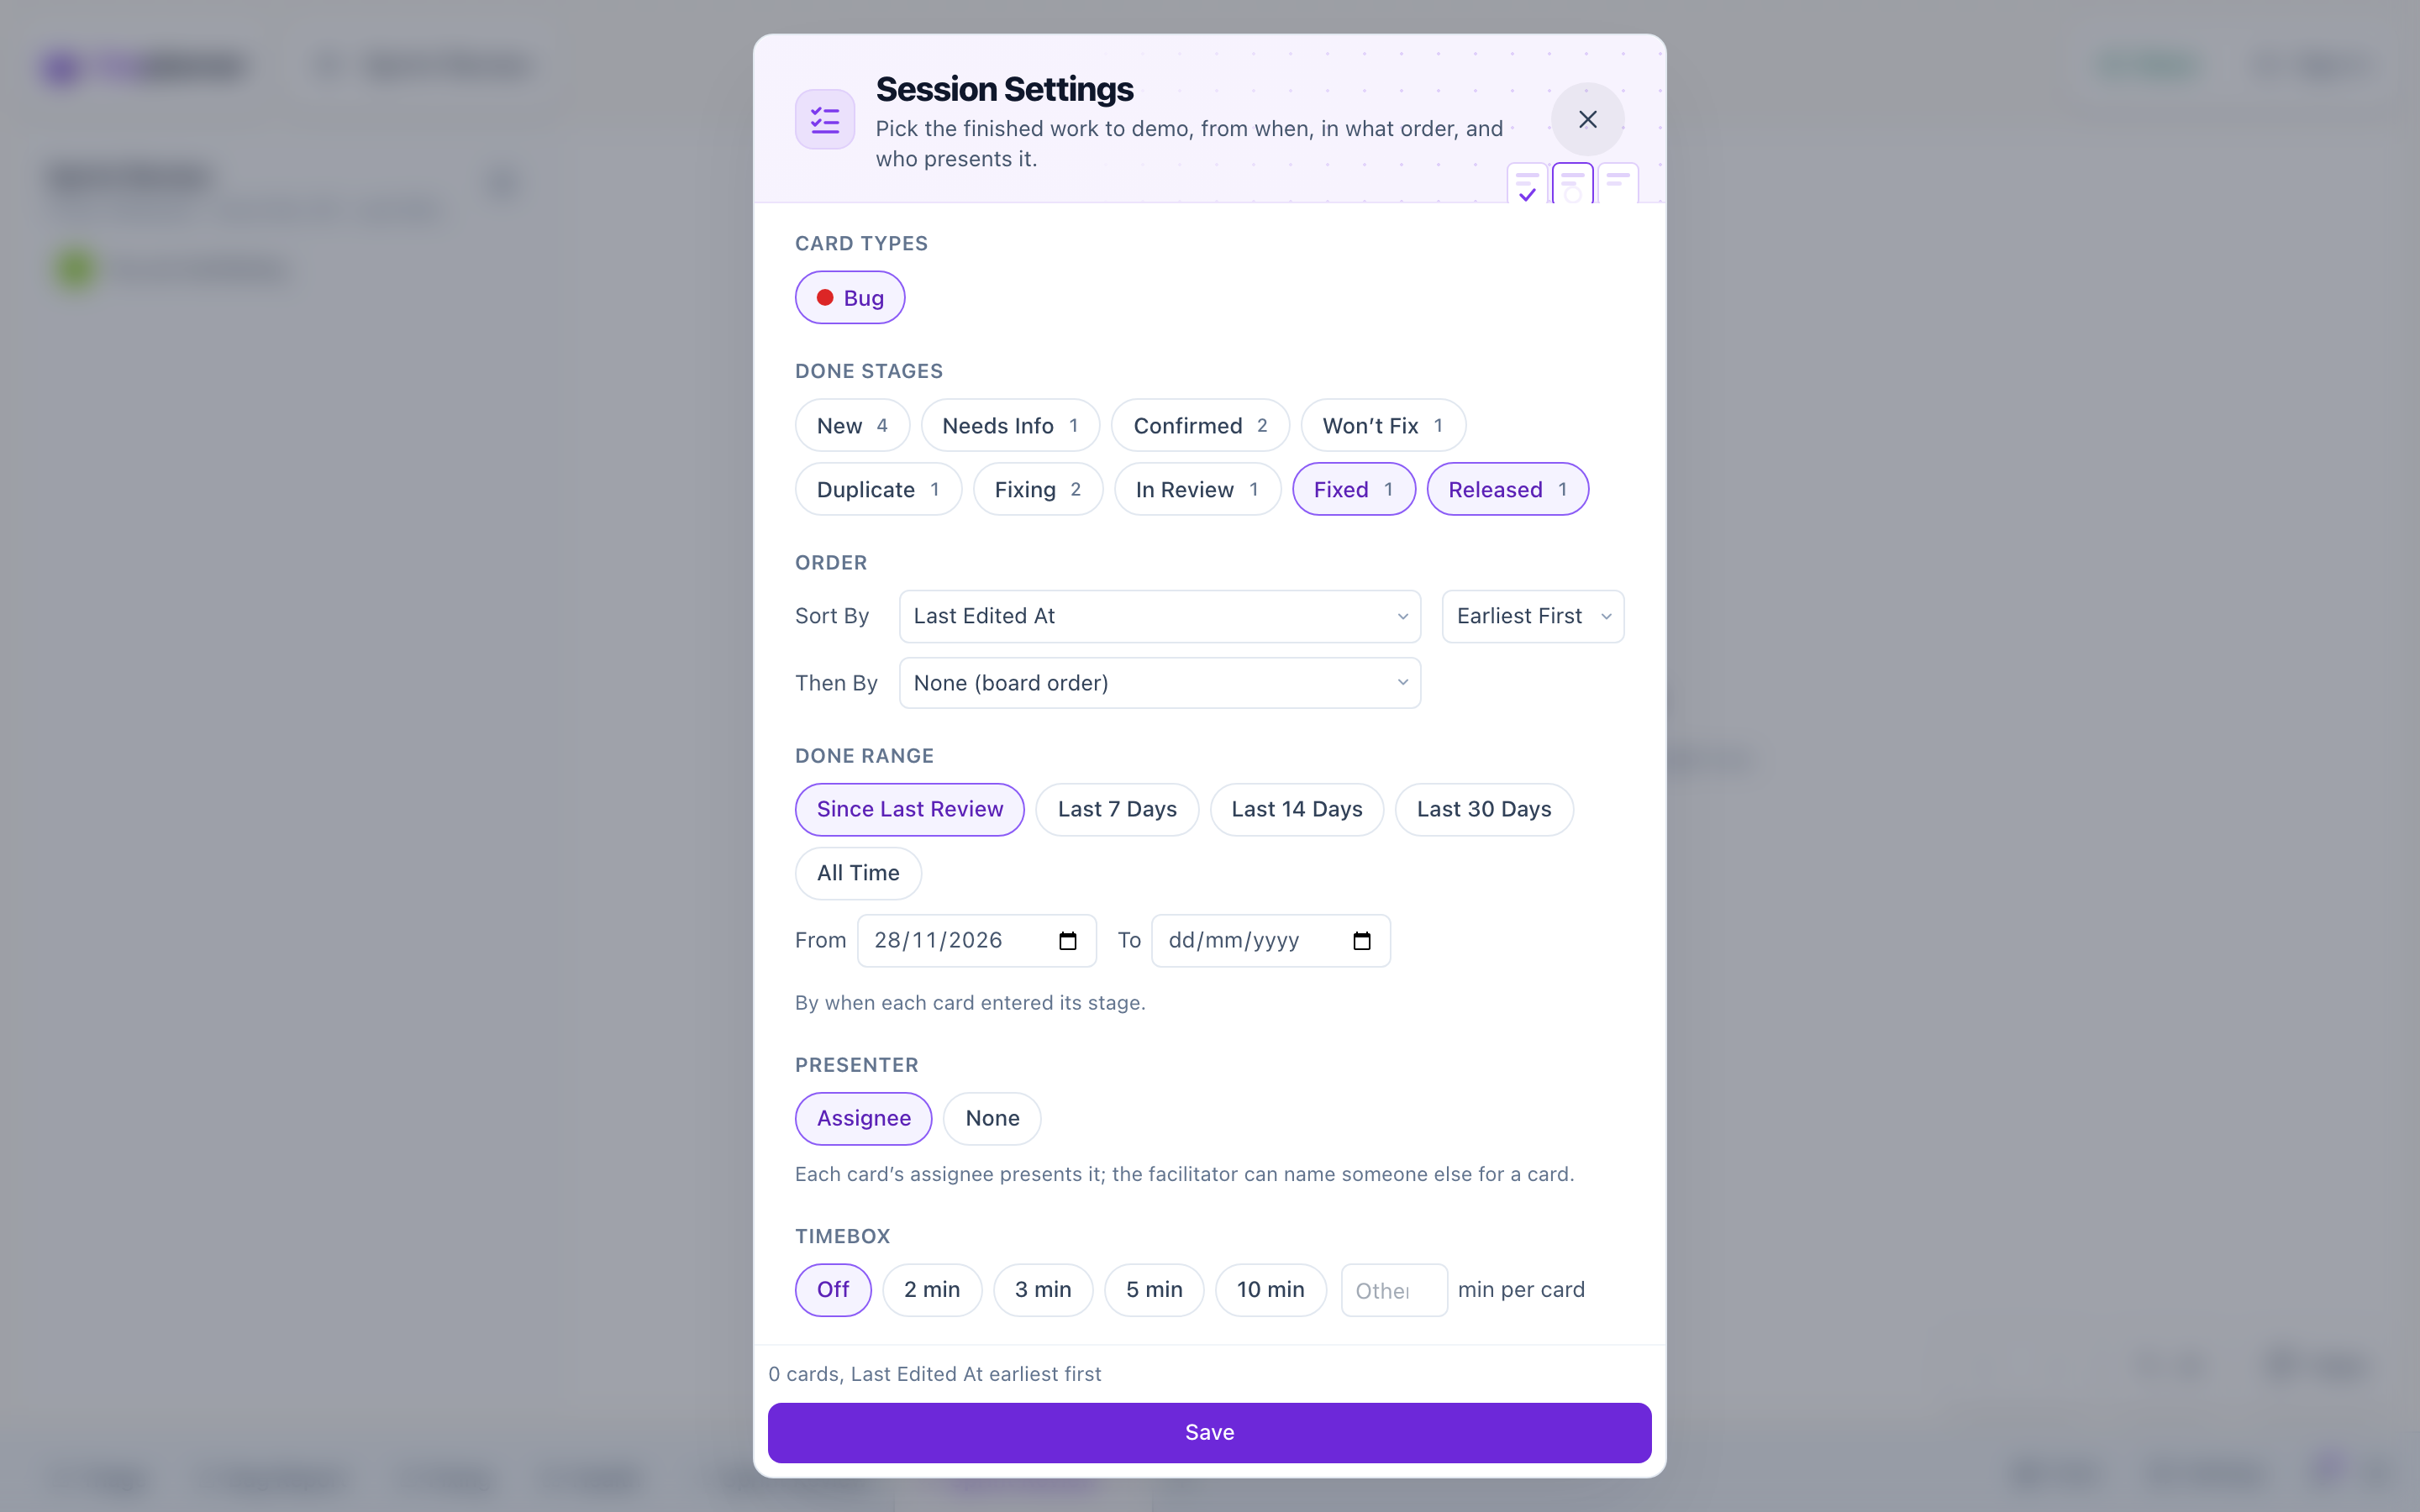 Session Settings
Pick the finished work to demo, from when, in what order, and
who presents it.
CARD TYPES
Bug
DONE STAGES
New 4 Needs Info 1 Confirmed 2 Won’t Fix 1
Duplicate 1 Fixing 2 In Review 1 Fixed 1 Released 1
ORDER
Sort By Last Edited At Earliest First
Then By None (board order)
DONE RANGE
Since Last Review Last 7 Days Last 14 Days Last 30 Days
All Time
From 28/11/2026 To dd/mm/yyyy
By when each card entered its stage.
PRESENTER
Assignee None
Each card’s assignee presents it; the facilitator can name someone else for a card.
TIMEBOX
Off 2 min 3 min 5 min 10 min Other min per card
0 cards, Last Edited At earliest first
Save